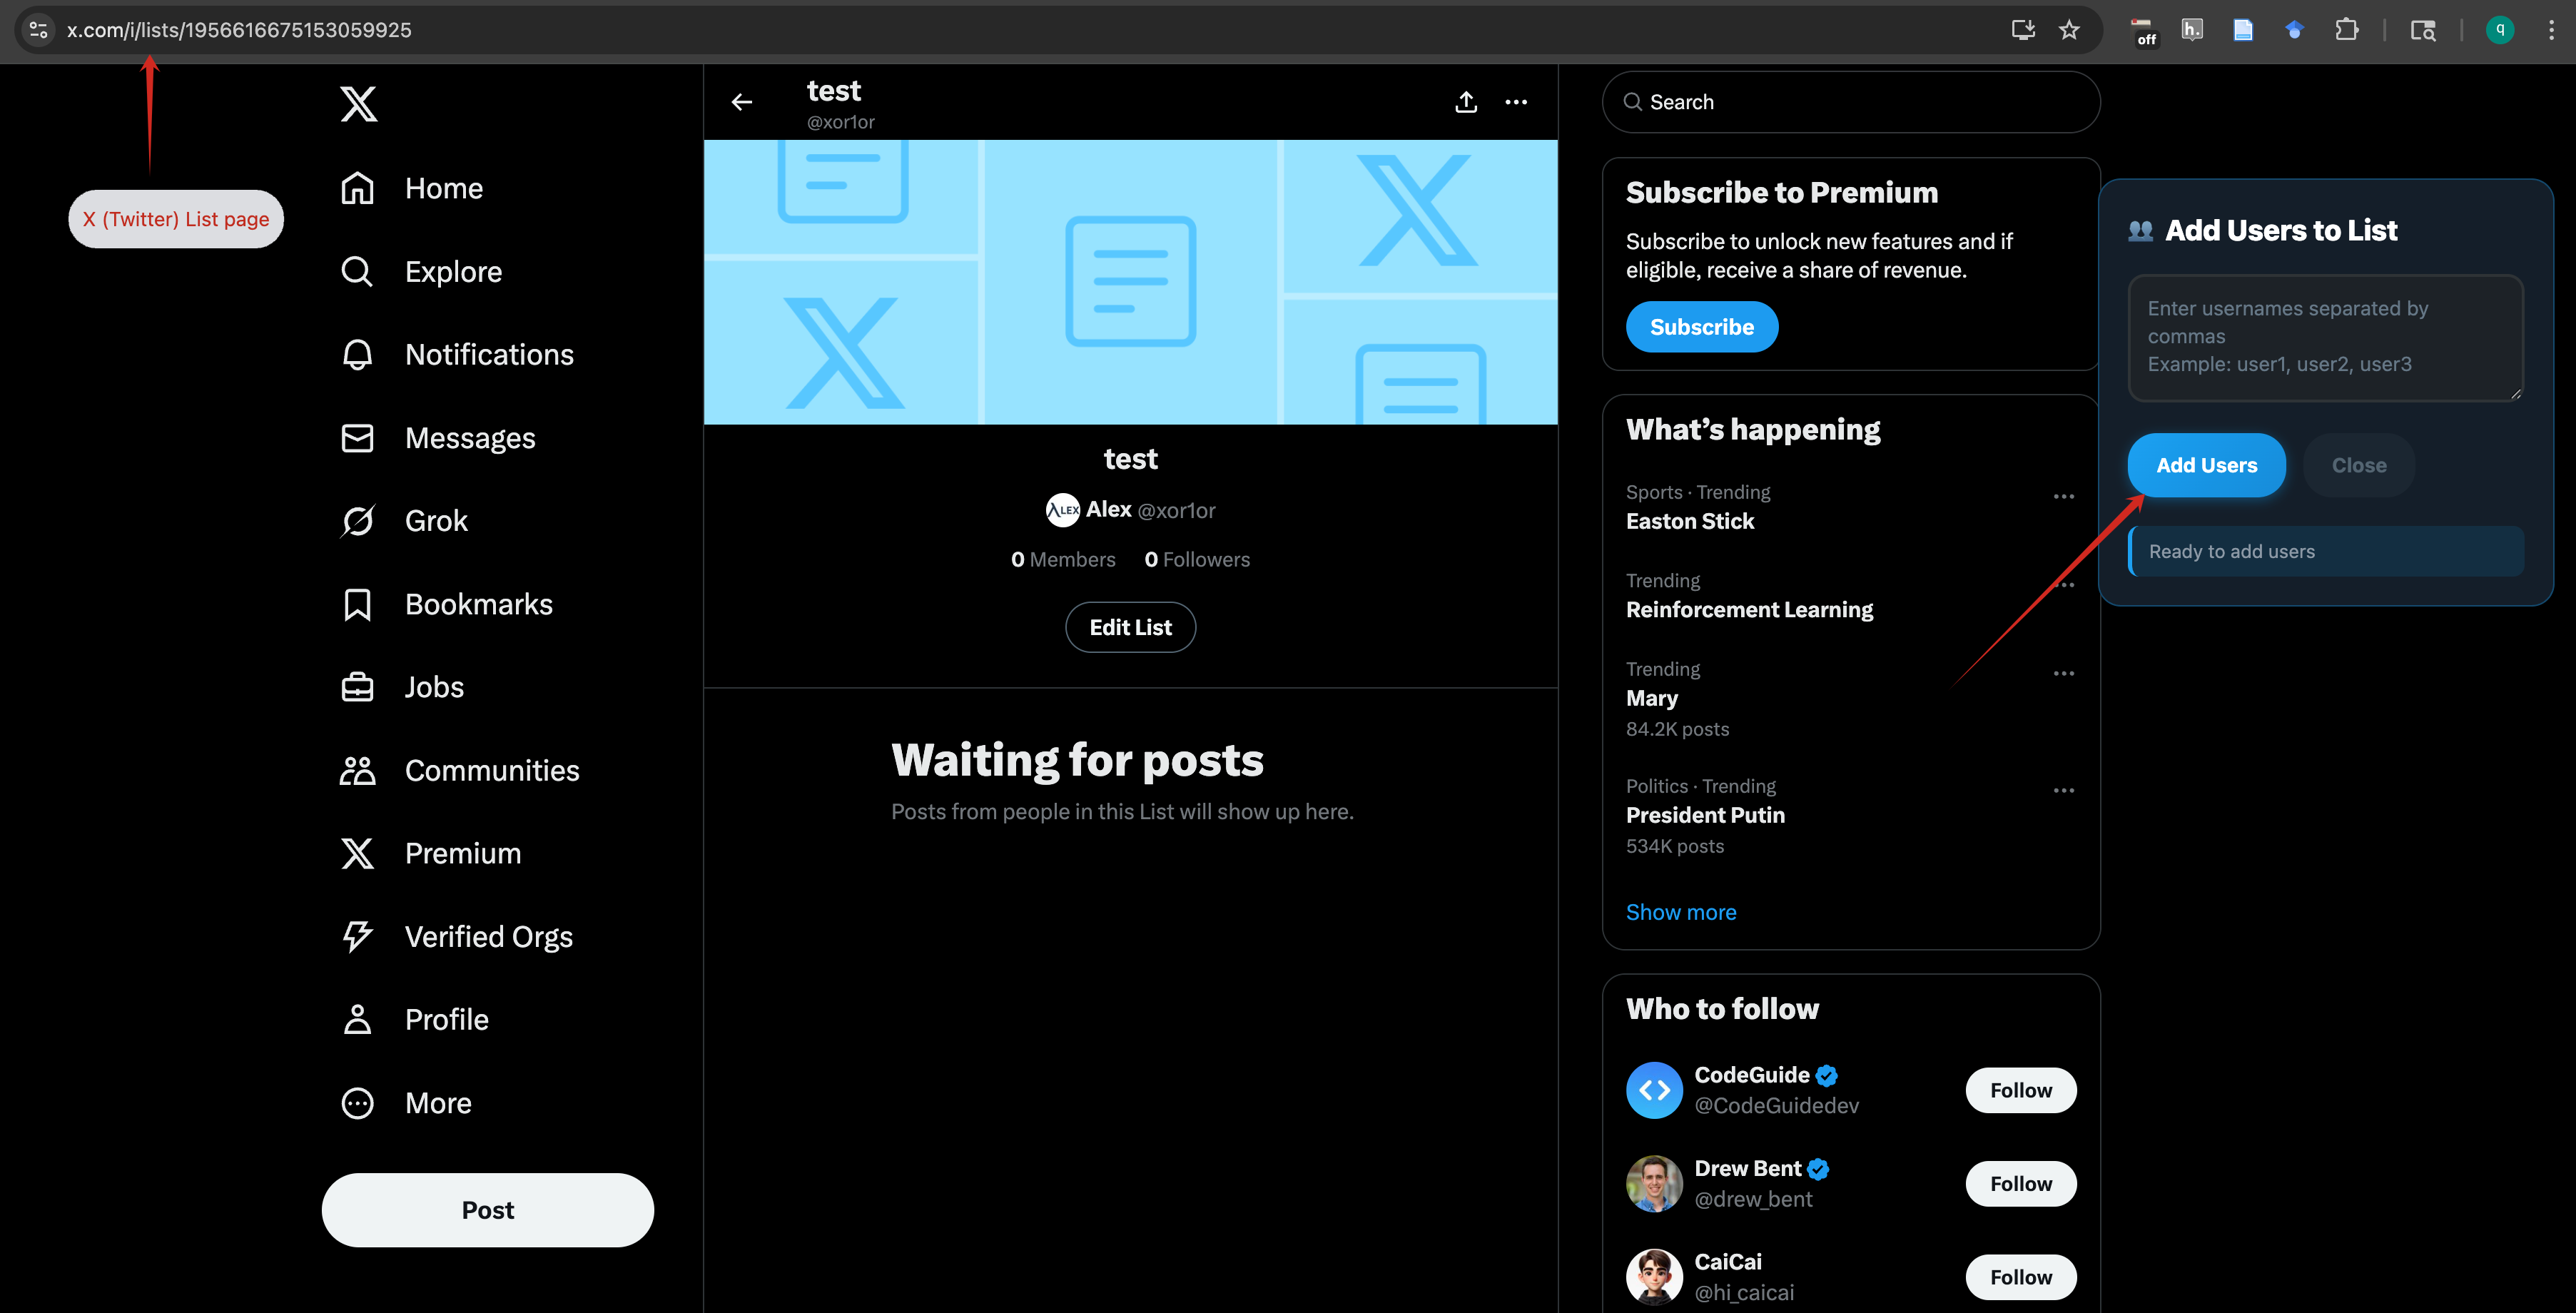 x.com/i/lists/1956616675153059925
off
h.
q
X (Twitter) List page
Home
Explore
Notifications
Messages
Grok
Bookmarks
Jobs
Communities
Premium
Verified Orgs
Profile
More
Post
test
@xor1or
test
ALEX
Alex @xor1or
0 Members 0 Followers
Edit List
Waiting for posts
Posts from people in this List will show up here.
Search
Subscribe to Premium
Subscribe to unlock new features and if
eligible, receive a share of revenue.
Subscribe
What’s happening
Sports · Trending
Easton Stick
Trending
Reinforcement Learning
Trending
Mary
84.2K posts
Politics · Trending
President Putin
534K posts
Show more
Who to follow
CodeGuide
@CodeGuidedev
Follow
Drew Bent
@drew_bent
Follow
CaiCai
@hi_caicai
Follow
Add Users to List
Enter usernames separated by
commas
Example: user1, user2, user3
Add Users
Close
Ready to add users